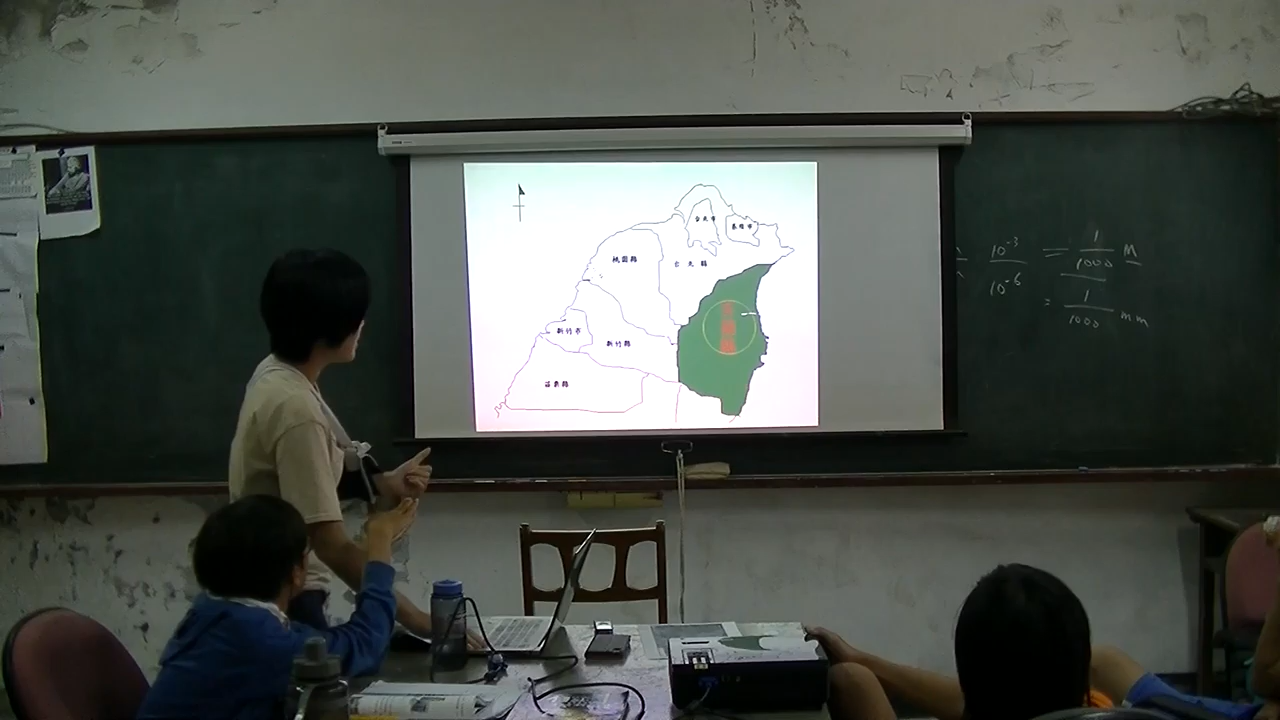 台北市
基隆市
桃園縣
台北縣
新竹市
新竹縣
苗栗縣
10⁻³
10⁻⁶
= 1/1000 M
= 1/1000 mm